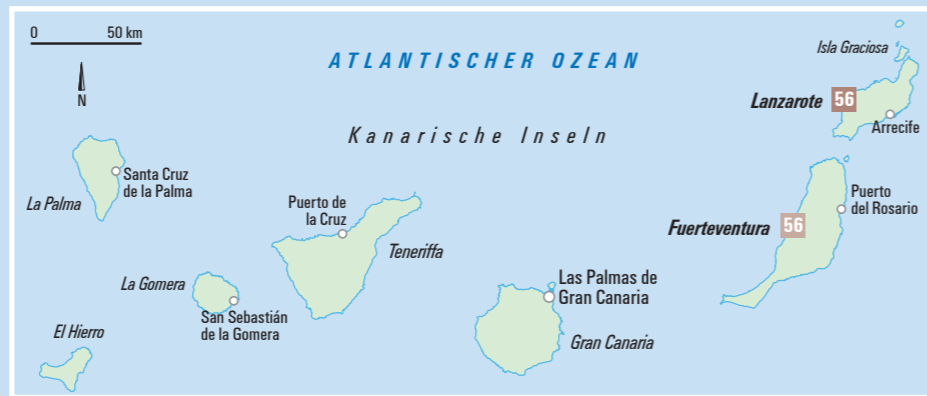 0 50 km
ATLANTISCHER OZEAN
Isla Graciosa
N
Lanzarote 56
Arrecife
Kanarische Inseln
Santa Cruz
de la Palma
La Palma
Puerto de
la Cruz
Teneriffa
Puerto
del Rosario
Fuerteventura 56
La Gomera
San Sebastián
de la Gomera
Las Palmas de
Gran Canaria
El Hierro
Gran Canaria